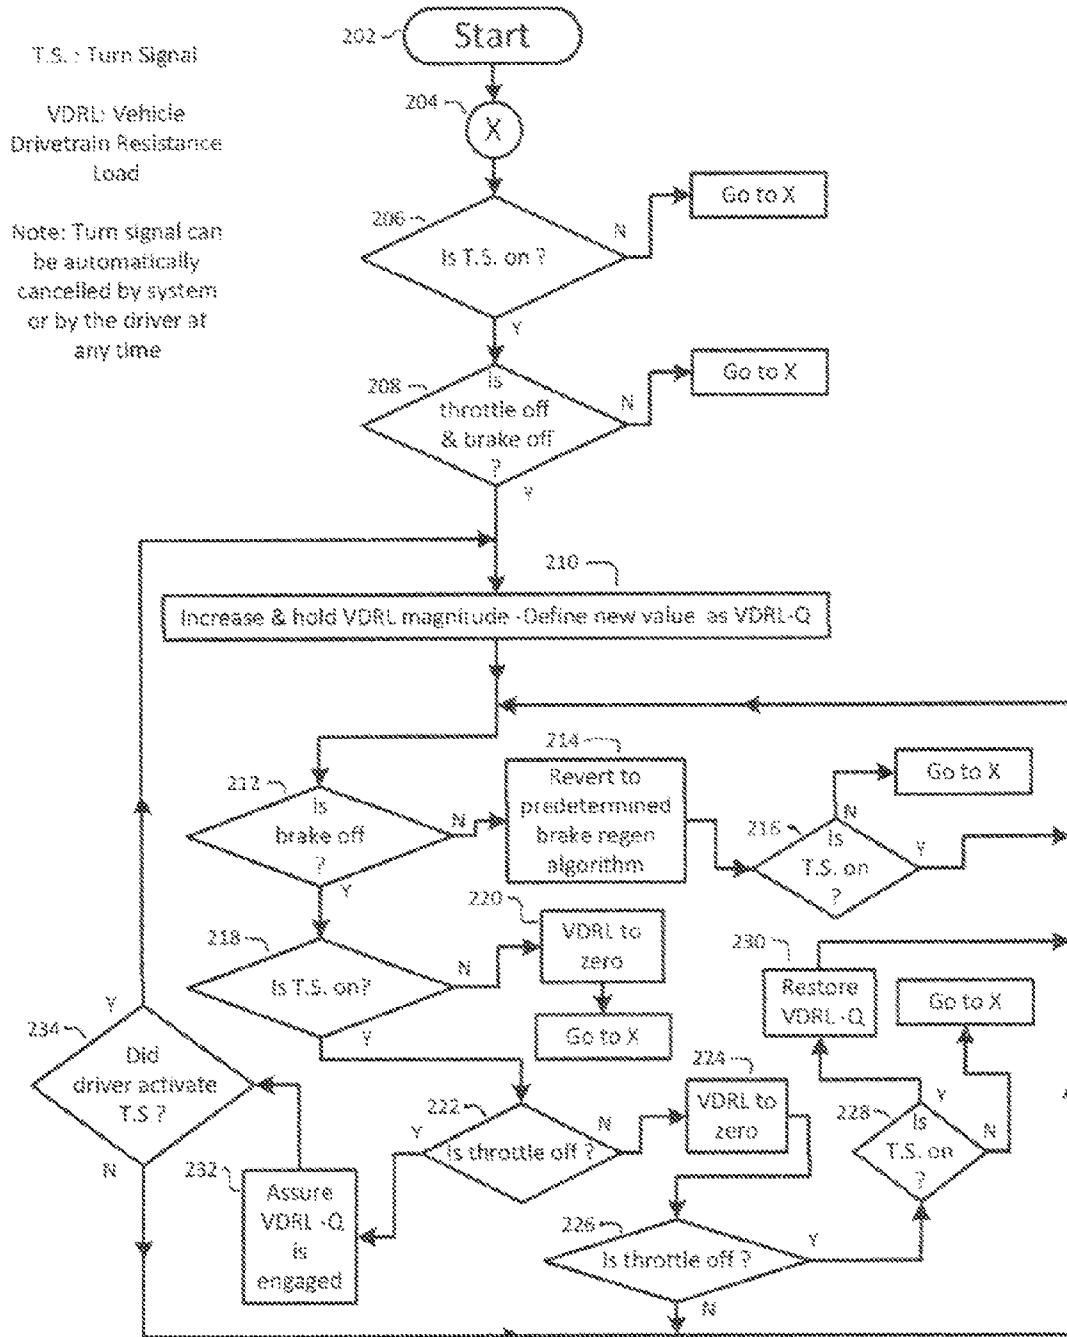 202
Start
T.S. : Turn Signal
204
X
VDRL: Vehicle
Drivetrain Resistance
Load
Go to X
206
N
Is T.S. on ?
Note: Turn signal can
be automatically
cancelled by system
or by the driver at
any time
Y
Go to X
208
Is
throttle off
& brake off
?
N
Y
210
Increase & hold VDRL magnitude -Define new value as VDRL-Q
214
Revert to
predetermined
brake regen
algorithm
Go to X
212
Is
brake off
?
N
Y
216
Is
T.S. on
?
N
Y
220
VDRL to
zero
218
Is T.S. on?
N
Y
Go to X
230
Restore
VDRL -Q
Go to X
234
Y
Did
driver activate
T.S ?
N
224
VDRL to
zero
222
Y
Is throttle off ?
N
228
Y
Is
T.S. on
?
N
232
Assure
VDRL -Q
is
engaged
226
Is throttle off ?
Y
N